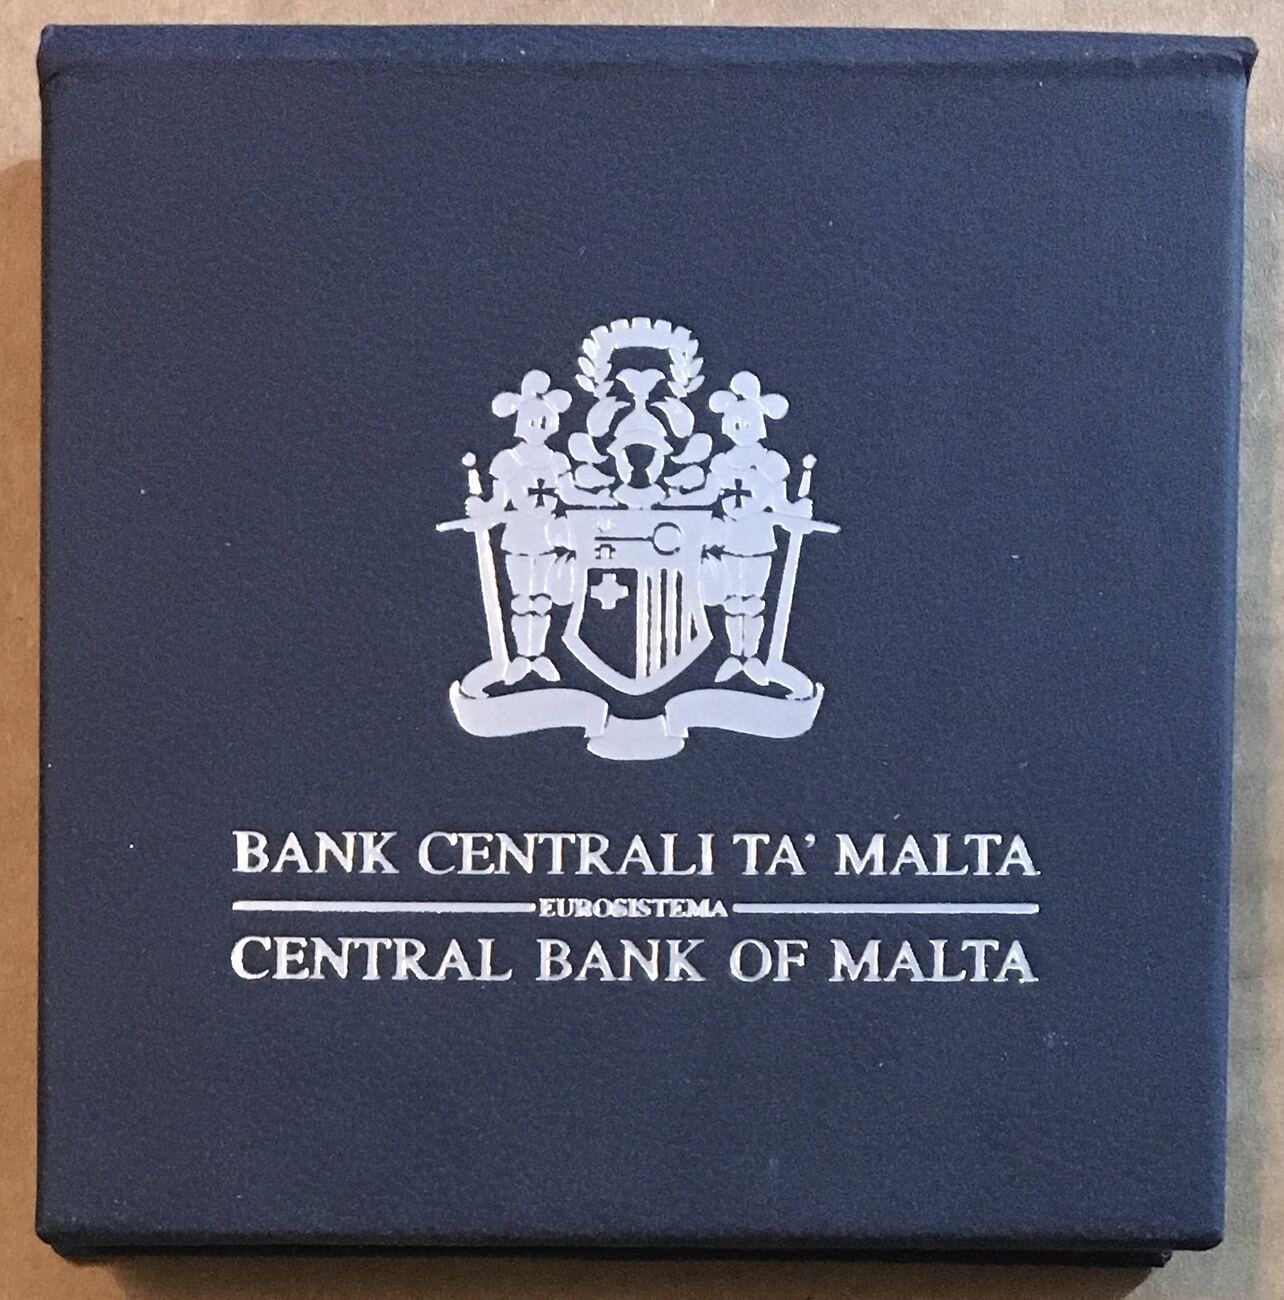 BANK CENTRALI TA' MALTA
EUROSISTEMA
CENTRAL BANK OF MALTA